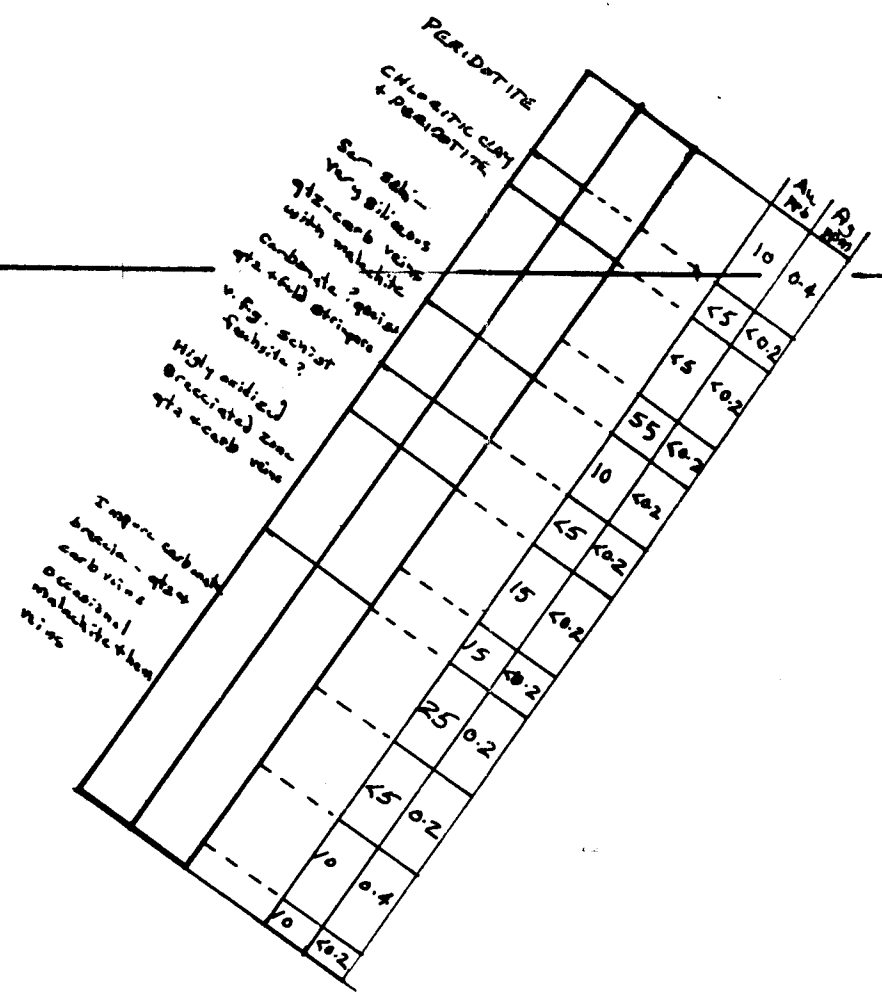 PERIDOTITE
CHLORITIC CLAY
+ PERIDOTITE
Ser schi-
very siliceous
qtz-carb veins
with malachite
Carbonate ? gneiss
qtz + feld stringers
v. f.g. schist
fuchsite ?
Higly oxidized
Brecciated zone
qtz + carb veins
Impure carbonate
breccia - qtz +
carb veins
occasional
malachite + hem
veins
Au Ag
ppb ppm
10 0.4
<5 <0.2
<5 <0.2
55 <0.2
10 <0.2
<5 <0.2
15 <0.2
15 <0.2
25 0.2
<5 0.2
10 0.4
10 <0.2